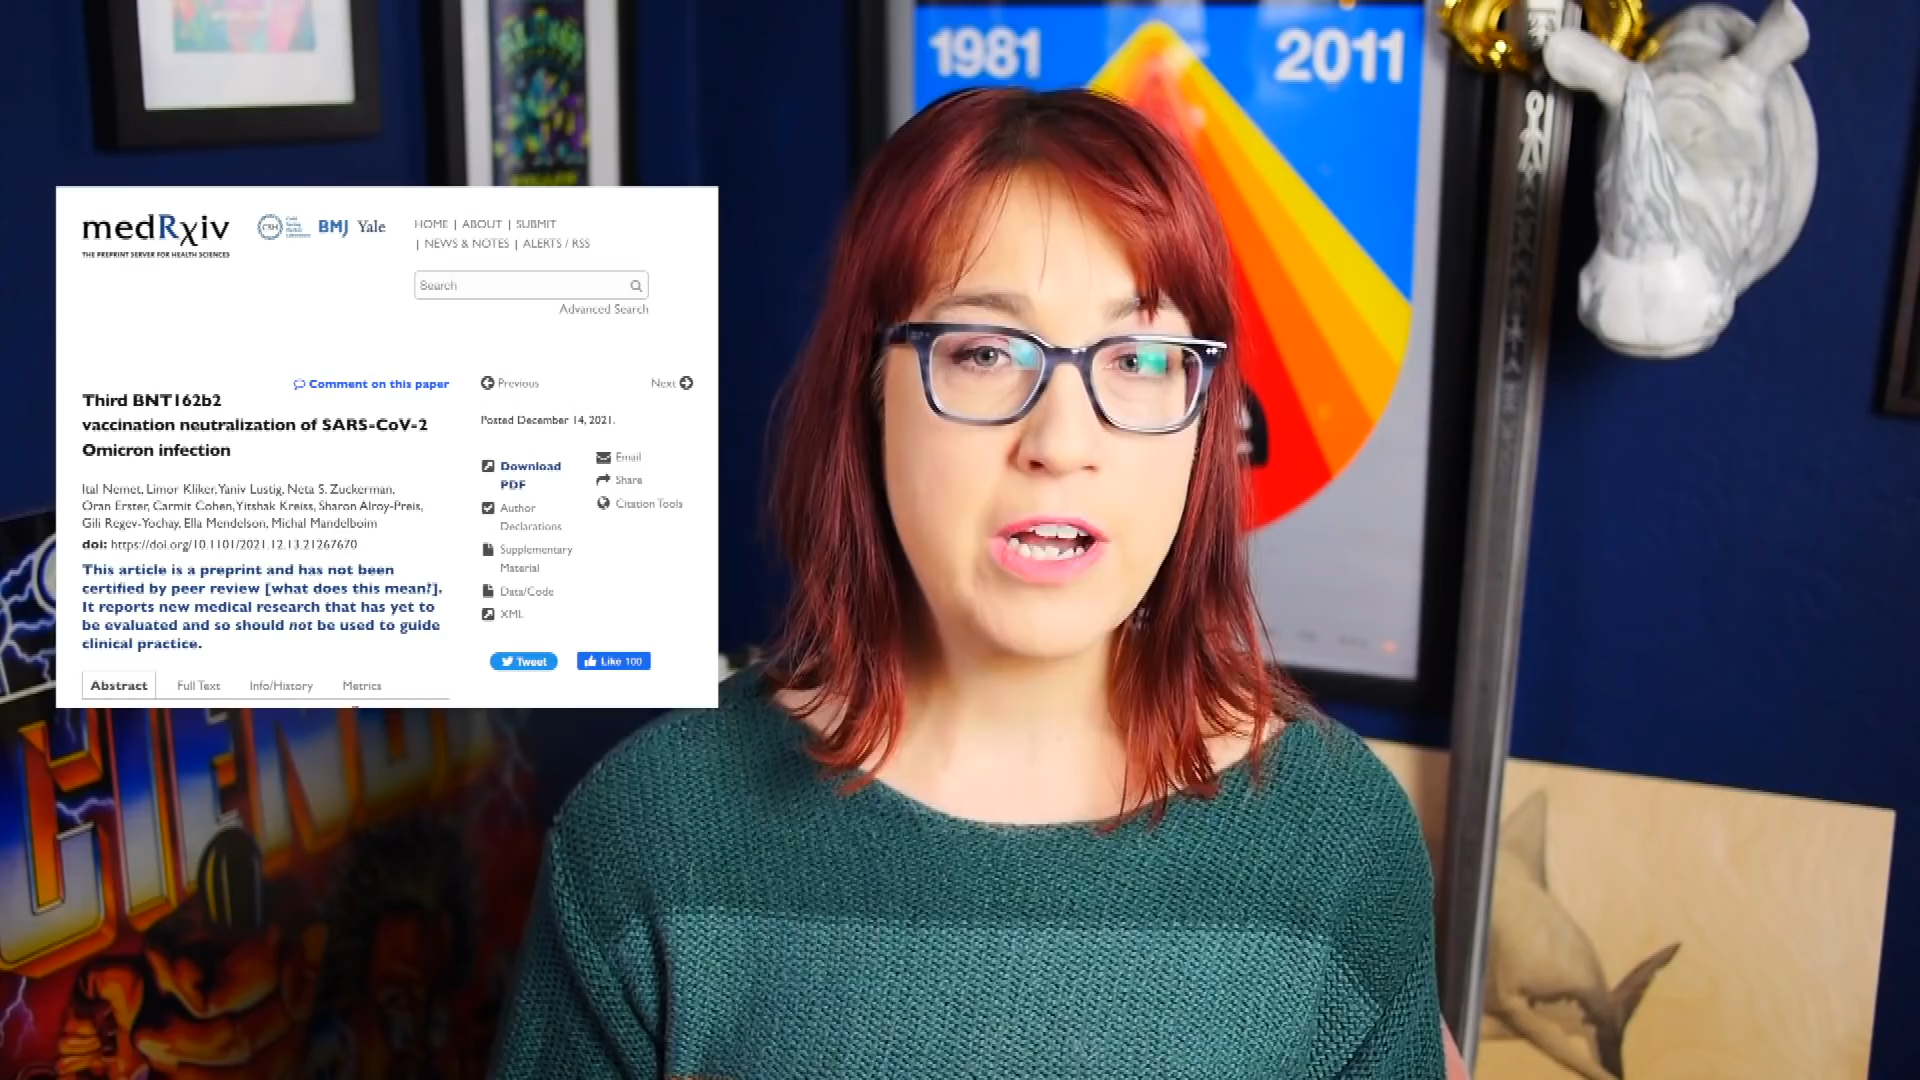 1981 2011
medRxiv
THE PREPRINT SERVER FOR HEALTH SCIENCES
CSH
BMJ Yale
HOME | ABOUT | SUBMIT
| NEWS & NOTES | ALERTS / RSS
Search
Advanced Search
Comment on this paper
Previous
Next
Third BNT162b2
vaccination neutralization of SARS-CoV-2
Omicron infection
Posted December 14, 2021.
Ital Nemet, Limor Kliker, Yaniv Lustig, Neta S. Zuckerman,
Oran Erster, Carmit Cohen, Yitshak Kreiss, Sharon Alroy-Preis,
Gili Regev-Yochay, Ella Mendelson, Michal Mandelboim
doi: https://doi.org/10.1101/2021.12.13.21267670
This article is a preprint and has not been
certified by peer review [what does this mean?].
It reports new medical research that has yet to
be evaluated and so should not be used to guide
clinical practice.
Download
PDF
Author
Declarations
Supplementary
Material
Data/Code
XML
Email
Share
Citation Tools
Tweet
Like 100
Abstract
Full Text
Info/History
Metrics